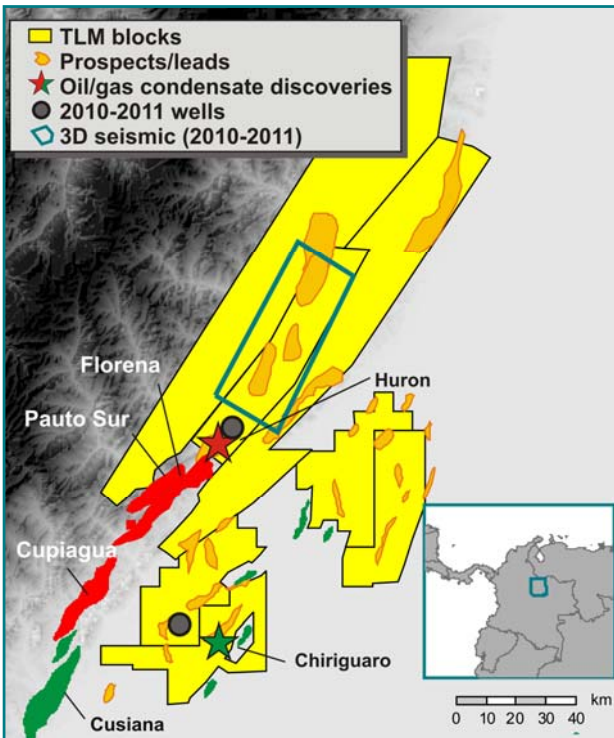 TLM blocks
Prospects/leads
Oil/gas condensate discoveries
2010-2011 wells
3D seismic (2010-2011)
Florena
Huron
Pauto Sur
Cupiagua
Chiriguaro
Cusiana
km
0 10 20 30 40